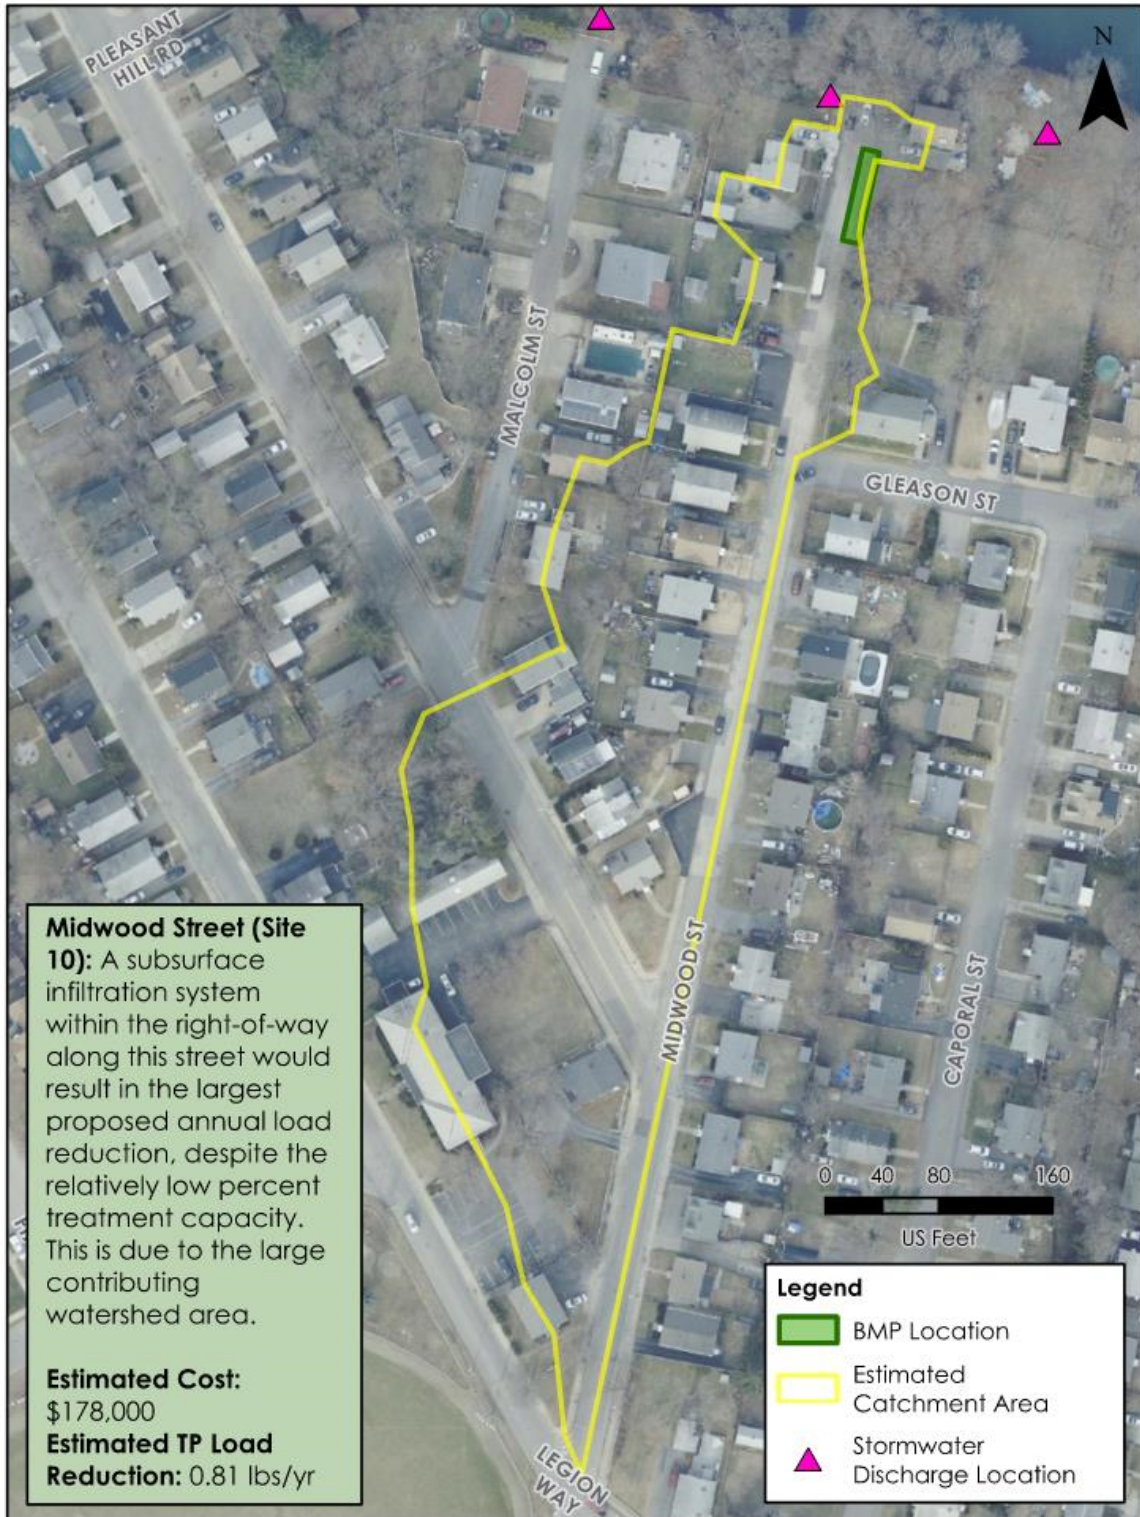 PLEASANT
HILL RD
N
MALCOLM ST
GLEASON ST
MIDWOOD ST
CAPORAL ST
Midwood Street (Site
10): A subsurface
infiltration system
within the right-of-way
along this street would
result in the largest
proposed annual load
reduction, despite the
relatively low percent
treatment capacity.
This is due to the large
contributing
watershed area.
Estimated Cost:
$178,000
Estimated TP Load
Reduction: 0.81 lbs/yr
0 40 80 160
US Feet
Legend
BMP Location
Estimated
Catchment Area
Stormwater
Discharge Location
LEGION
WAY